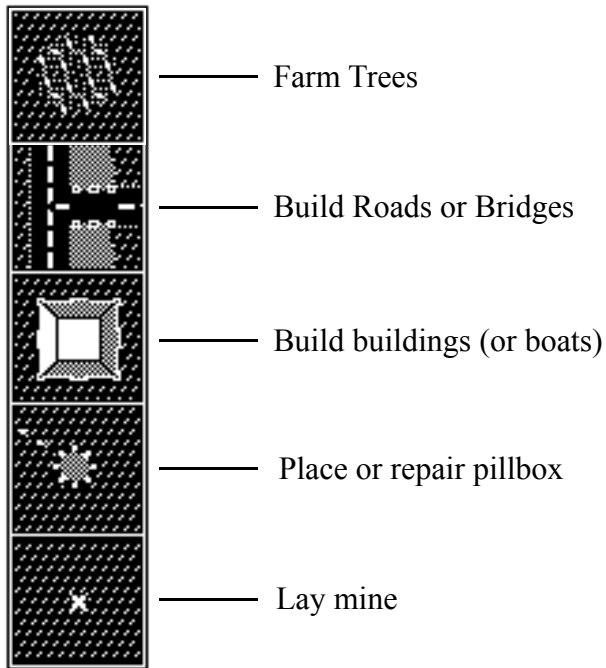 Farm Trees
Build Roads or Bridges
Build buildings (or boats)
Place or repair pillbox
Lay mine